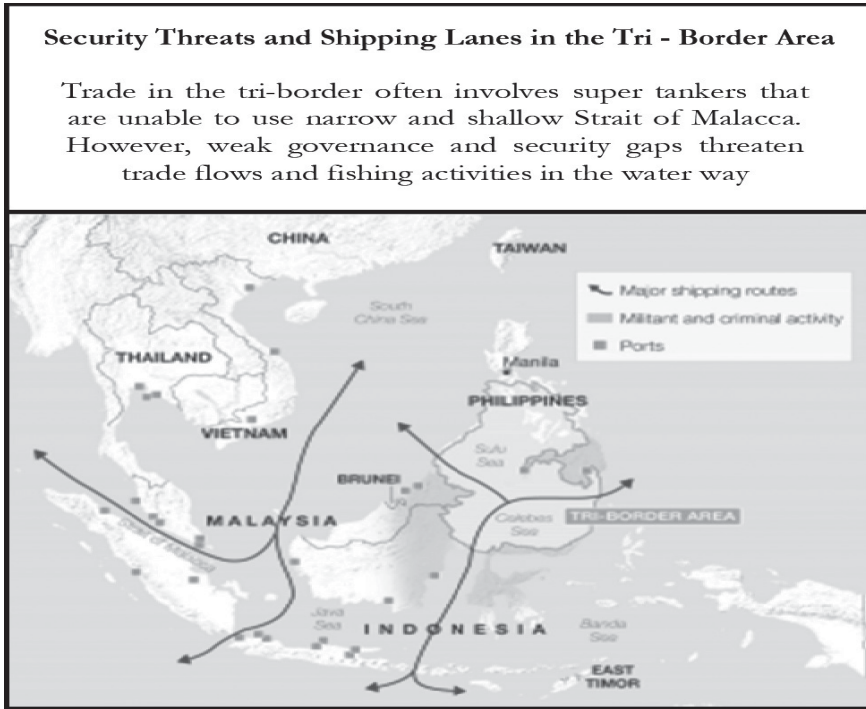 Security Threats and Shipping Lanes in the Tri - Border Area
Trade in the tri-border often involves super tankers that
are unable to use narrow and shallow Strait of Malacca.
However, weak governance and security gaps threaten
trade flows and fishing activities in the water way
CHINA
TAIWAN
South
China Sea
Major shipping routes
Militant and criminal activity
Ports
THAILAND
Manila
PHILIPPINES
VIETNAM
Sulu
Sea
BRUNEI
MALAYSIA
Celebes
Sea
TRI-BORDER AREA
Strait of Malacca
Java
Sea
INDONESIA
Banda
Sea
EAST
TIMOR